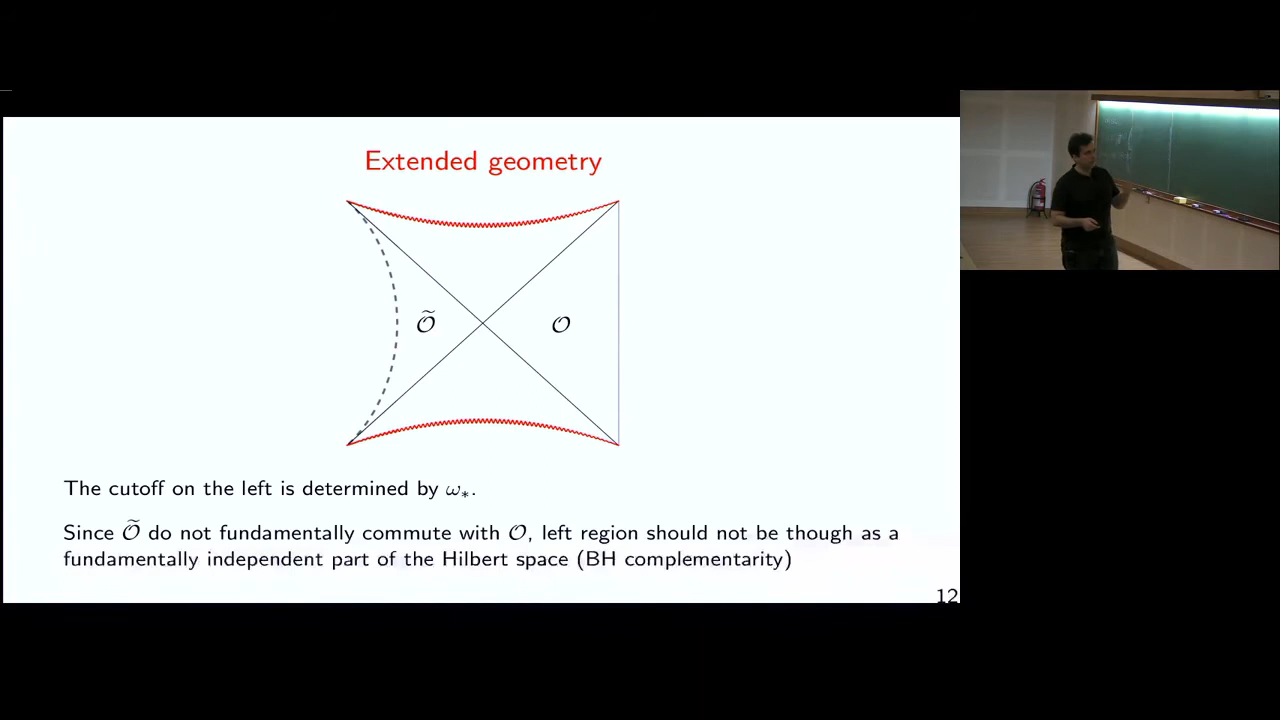 Extended geometry
Õ O
The cutoff on the left is determined by ω∗.
Since Õ do not fundamentally commute with O, left region should not be though as a
fundamentally independent part of the Hilbert space (BH complementarity)
12